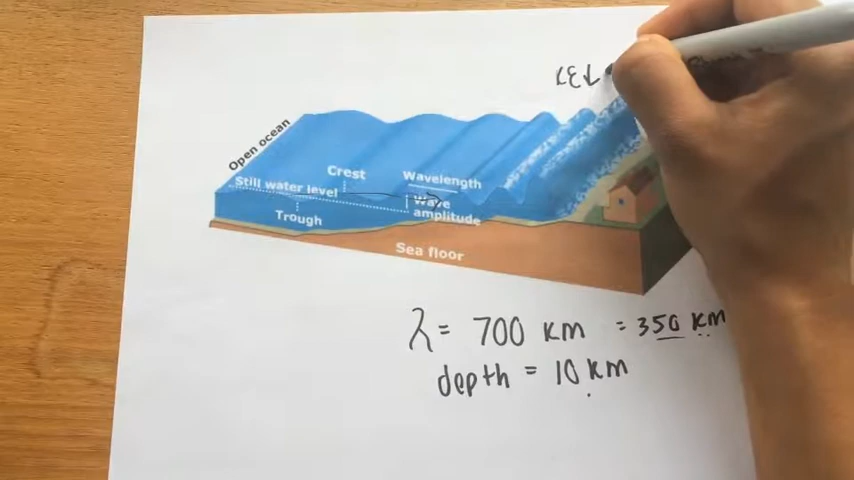 KE↓
Open ocean
Crest
Wavelength
Still water level
Wave
amplitude
Trough
Sea floor
λ = 700 km = 350 km
depth = 10 km